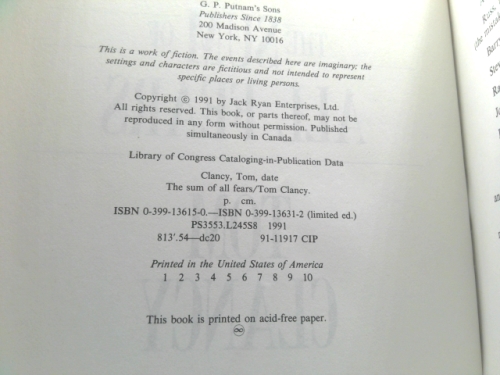 G. P. Putnam's Sons
Publishers Since 1838
200 Madison Avenue
New York, NY 10016
This is a work of fiction. The events described here are imaginary; the
settings and characters are fictitious and not intended to represent
specific places or living persons.
Copyright © 1991 by Jack Ryan Enterprises, Ltd.
All rights reserved. This book, or parts thereof, may not be
reproduced in any form without permission. Published
simultaneously in Canada
Library of Congress Cataloging-in-Publication Data
Clancy, Tom, date
The sum of all fears/Tom Clancy.
p. cm.
ISBN 0-399-13615-0.—ISBN 0-399-13631-2 (limited ed.)
PS3553.L245S8 1991
813'.54—dc20 91-11917 CIP
Printed in the United States of America
1 2 3 4 5 6 7 8 9 10
This book is printed on acid-free paper.
♾